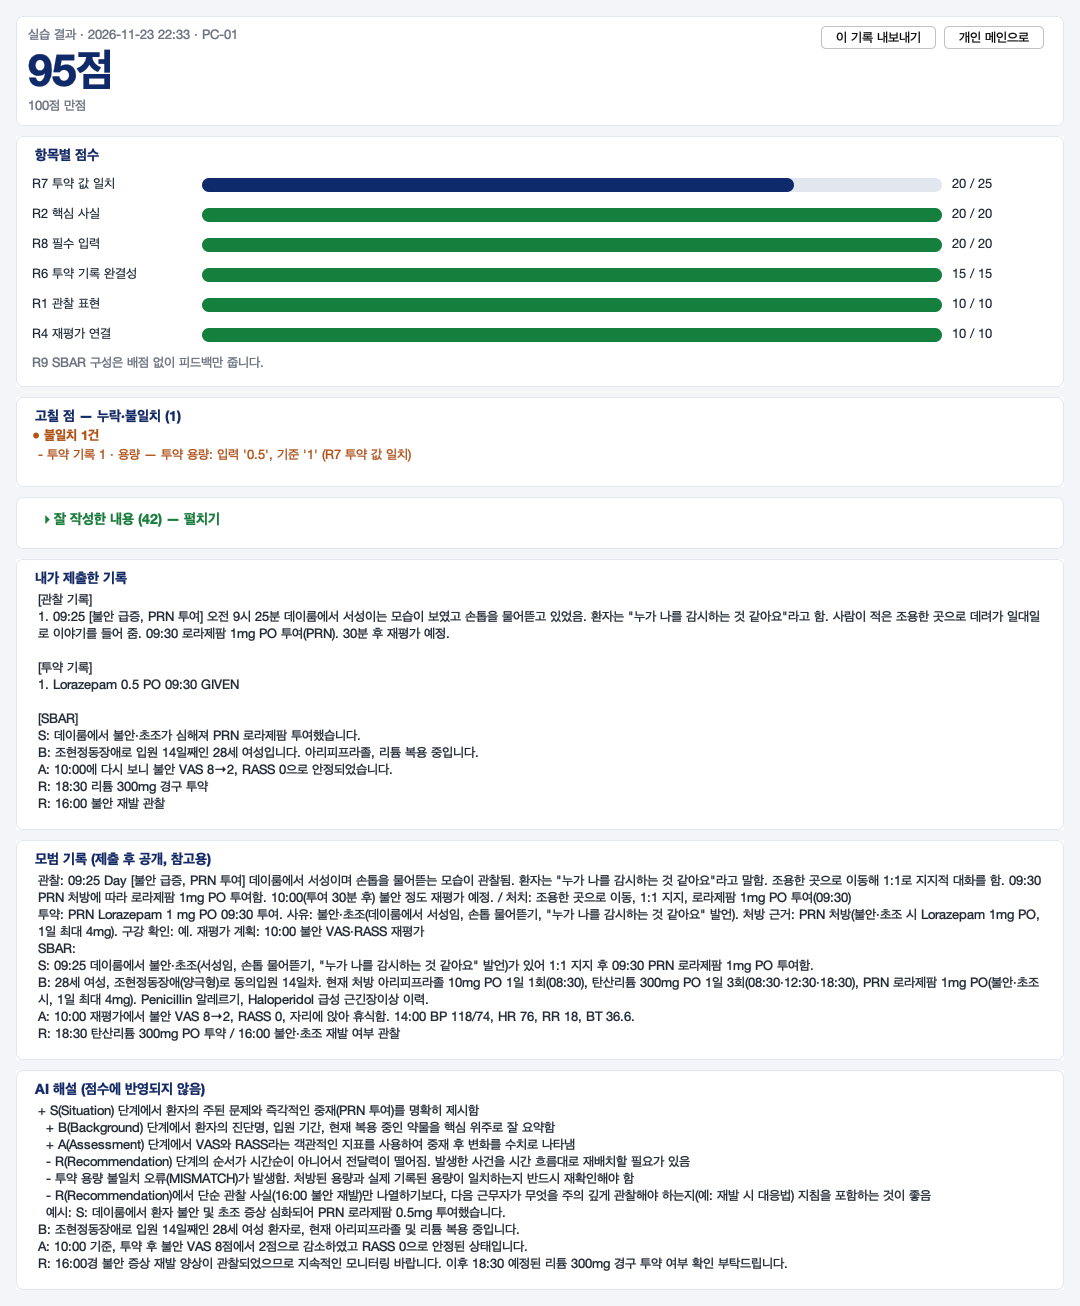 실습 결과 · 2026-11-23 22:33 · PC-01
이 기록 내보내기
개인 메인으로
95점
100점 만점
항목별 점수
R7 투약 값 일치 20 / 25
R2 핵심 사실 20 / 20
R8 필수 입력 20 / 20
R6 투약 기록 완결성 15 / 15
R1 관찰 표현 10 / 10
R4 재평가 연결 10 / 10
R9 SBAR 구성은 배점 없이 피드백만 줍니다.
고칠 점 — 누락·불일치 (1)
● 불일치 1건
- 투약 기록 1 · 용량 — 투약 용량: 입력 '0.5', 기준 '1' (R7 투약 값 일치)
잘 작성한 내용 (42) — 펼치기
내가 제출한 기록
[관찰 기록]
1. 09:25 [불안 급증, PRN 투여] 오전 9시 25분 데이룸에서 서성이는 모습이 보였고 손톱을 물어뜯고 있었음. 환자는 "누가 나를 감시하는 것 같아요"라고 함. 사람이 적은 조용한 곳으로 데려가 일대일
로 이야기를 들어 줌. 09:30 로라제팜 1mg PO 투여(PRN). 30분 후 재평가 예정.
[투약 기록]
1. Lorazepam 0.5 PO 09:30 GIVEN
[SBAR]
S: 데이룸에서 불안·초조가 심해져 PRN 로라제팜 투여했습니다.
B: 조현정동장애로 입원 14일째인 28세 여성입니다. 아리피프라졸, 리튬 복용 중입니다.
A: 10:00에 다시 보니 불안 VAS 8→2, RASS 0으로 안정되었습니다.
R: 18:30 리튬 300mg 경구 투약
R: 16:00 불안 재발 관찰
모범 기록 (제출 후 공개, 참고용)
관찰: 09:25 Day [불안 급증, PRN 투여] 데이룸에서 서성이며 손톱을 물어뜯는 모습이 관찰됨. 환자는 "누가 나를 감시하는 것 같아요"라고 말함. 조용한 곳으로 이동해 1:1로 지지적 대화를 함. 09:30
PRN 처방에 따라 로라제팜 1mg PO 투여함. 10:00(투여 30분 후) 불안 정도 재평가 예정. / 처치: 조용한 곳으로 이동, 1:1 지지, 로라제팜 1mg PO 투여(09:30)
투약: PRN Lorazepam 1 mg PO 09:30 투여. 사유: 불안·초조(데이룸에서 서성임, 손톱 물어뜯기, "누가 나를 감시하는 것 같아요" 발언). 처방 근거: PRN 처방(불안·초조 시 Lorazepam 1mg PO,
1일 최대 4mg). 구강 확인: 예. 재평가 계획: 10:00 불안 VAS·RASS 재평가
SBAR:
S: 09:25 데이룸에서 불안·초조(서성임, 손톱 물어뜯기, "누가 나를 감시하는 것 같아요" 발언)가 있어 1:1 지지 후 09:30 PRN 로라제팜 1mg PO 투여함.
B: 28세 여성, 조현정동장애(양극형)로 동의입원 14일차. 현재 처방 아리피프라졸 10mg PO 1일 1회(08:30), 탄산리튬 300mg PO 1일 3회(08:30·12:30·18:30), PRN 로라제팜 1mg PO(불안·초조
시, 1일 최대 4mg). Penicillin 알레르기, Haloperidol 급성 근긴장이상 이력.
A: 10:00 재평가에서 불안 VAS 8→2, RASS 0, 자리에 앉아 휴식함. 14:00 BP 118/74, HR 76, RR 18, BT 36.6.
R: 18:30 탄산리튬 300mg PO 투약 / 16:00 불안·초조 재발 여부 관찰
AI 해설 (점수에 반영되지 않음)
+ S(Situation) 단계에서 환자의 주된 문제와 즉각적인 중재(PRN 투여)를 명확히 제시함
+ B(Background) 단계에서 환자의 진단명, 입원 기간, 현재 복용 중인 약물을 핵심 위주로 잘 요약함
+ A(Assessment) 단계에서 VAS와 RASS라는 객관적인 지표를 사용하여 중재 후 변화를 수치로 나타냄
- R(Recommendation) 단계의 순서가 시간순이 아니어서 전달력이 떨어짐. 발생한 사건을 시간 흐름대로 재배치할 필요가 있음
- 투약 용량 불일치 오류(MISMATCH)가 발생함. 처방된 용량과 실제 기록된 용량이 일치하는지 반드시 재확인해야 함
- R(Recommendation)에서 단순 관찰 사실(16:00 불안 재발)만 나열하기보다, 다음 근무자가 무엇을 주의 깊게 관찰해야 하는지(예: 재발 시 대응법) 지침을 포함하는 것이 좋음
예시: S: 데이룸에서 환자 불안 및 초조 증상 심화되어 PRN 로라제팜 0.5mg 투여했습니다.
B: 조현정동장애로 입원 14일째인 28세 여성 환자로, 현재 아리피프라졸 및 리튬 복용 중입니다.
A: 10:00 기준, 투약 후 불안 VAS 8점에서 2점으로 감소하였고 RASS 0으로 안정된 상태입니다.
R: 16:00경 불안 증상 재발 양상이 관찰되었으므로 지속적인 모니터링 바랍니다. 이후 18:30 예정된 리튬 300mg 경구 투약 여부 확인 부탁드립니다.